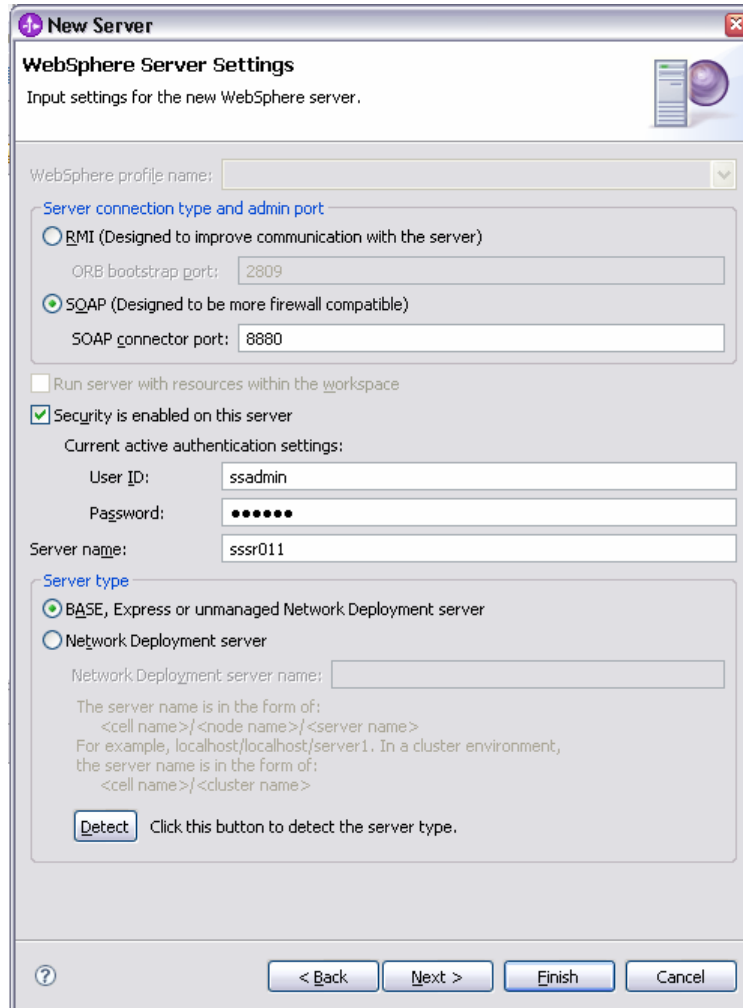 New Server
WebSphere Server Settings
Input settings for the new WebSphere server.
WebSphere profile name:
Server connection type and admin port
RMI (Designed to improve communication with the server)
ORB bootstrap port: 2809
SOAP (Designed to be more firewall compatible)
SOAP connector port: 8880
Run server with resources within the workspace
Security is enabled on this server
Current active authentication settings:
User ID: ssadmin
Password: ●●●●●●
Server name: sssr011
Server type
BASE, Express or unmanaged Network Deployment server
Network Deployment server
Network Deployment server name:
The server name is in the form of:
<cell name>/<node name>/<server name>
For example, localhost/localhost/server1. In a cluster environment,
the server name is in the form of:
<cell name>/<cluster name>
Detect Click this button to detect the server type.
? < Back Next > Finish Cancel